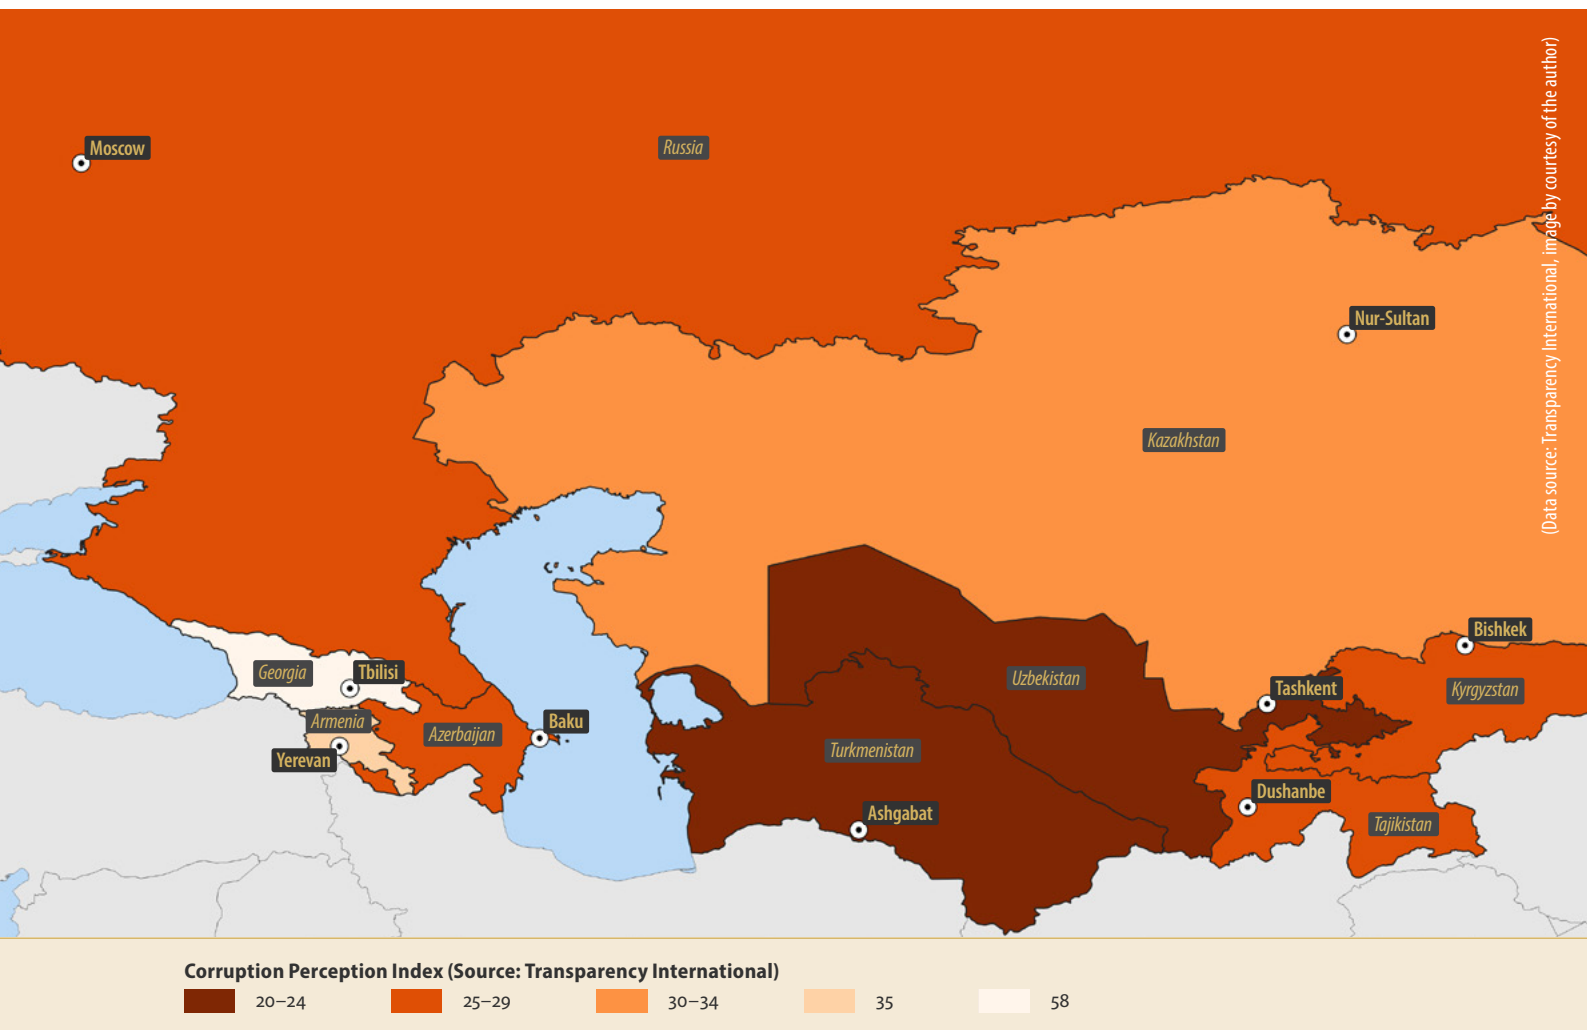 Moscow
Russia
(Data source: Transparency International, image by courtesy of the author)
Nur-Sultan
Kazakhstan
Bishkek
Georgia
Tbilisi
Uzbekistan
Tashkent
Kyrgyzstan
Armenia
Azerbaijan
Baku
Yerevan
Turkmenistan
Dushanbe
Ashgabat
Tajikistan
Corruption Perception Index (Source: Transparency International)
20–24 25–29 30–34 35 58